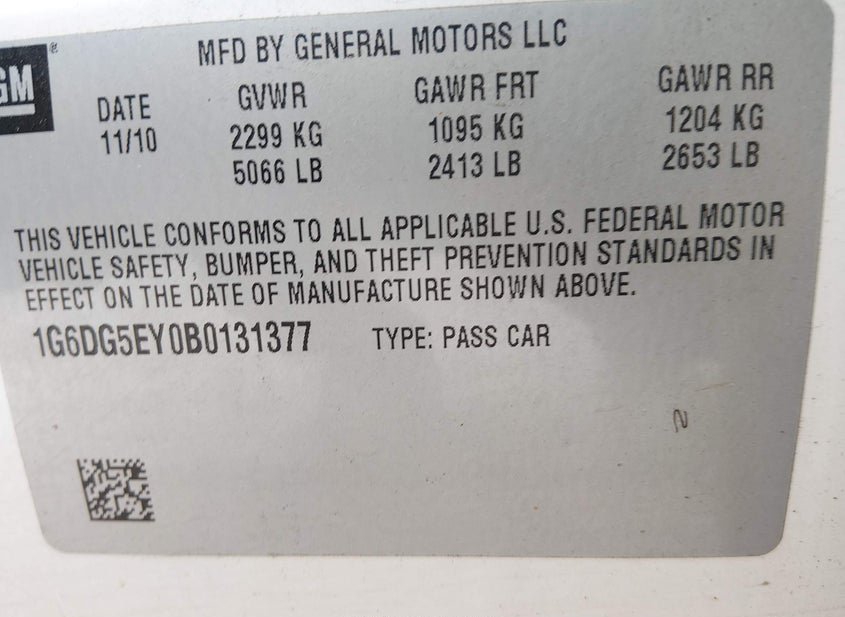 GM®
MFD BY GENERAL MOTORS LLC
DATE GVWR GAWR FRT GAWR RR
11/10 2299 KG 1095 KG 1204 KG
5066 LB 2413 LB 2653 LB
THIS VEHICLE CONFORMS TO ALL APPLICABLE U.S. FEDERAL MOTOR
VEHICLE SAFETY, BUMPER, AND THEFT PREVENTION STANDARDS IN
EFFECT ON THE DATE OF MANUFACTURE SHOWN ABOVE.
1G6DG5EY0B0131377 TYPE: PASS CAR